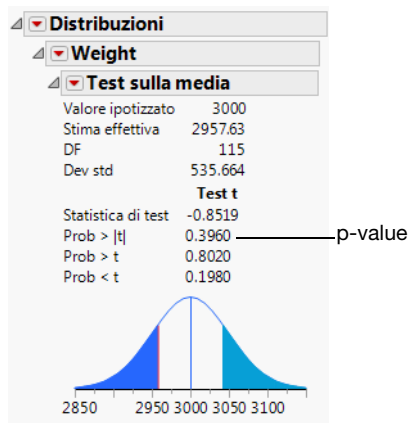 Distribuzioni
Weight
Test sulla media
Valore ipotizzato 3000
Stima effettiva 2957.63
DF 115
Dev std 535.664
Test t
Statistica di test -0.8519
Prob > |t| 0.3960 p-value
Prob > t 0.8020
Prob < t 0.1980
2850 2950 3000 3050 3100